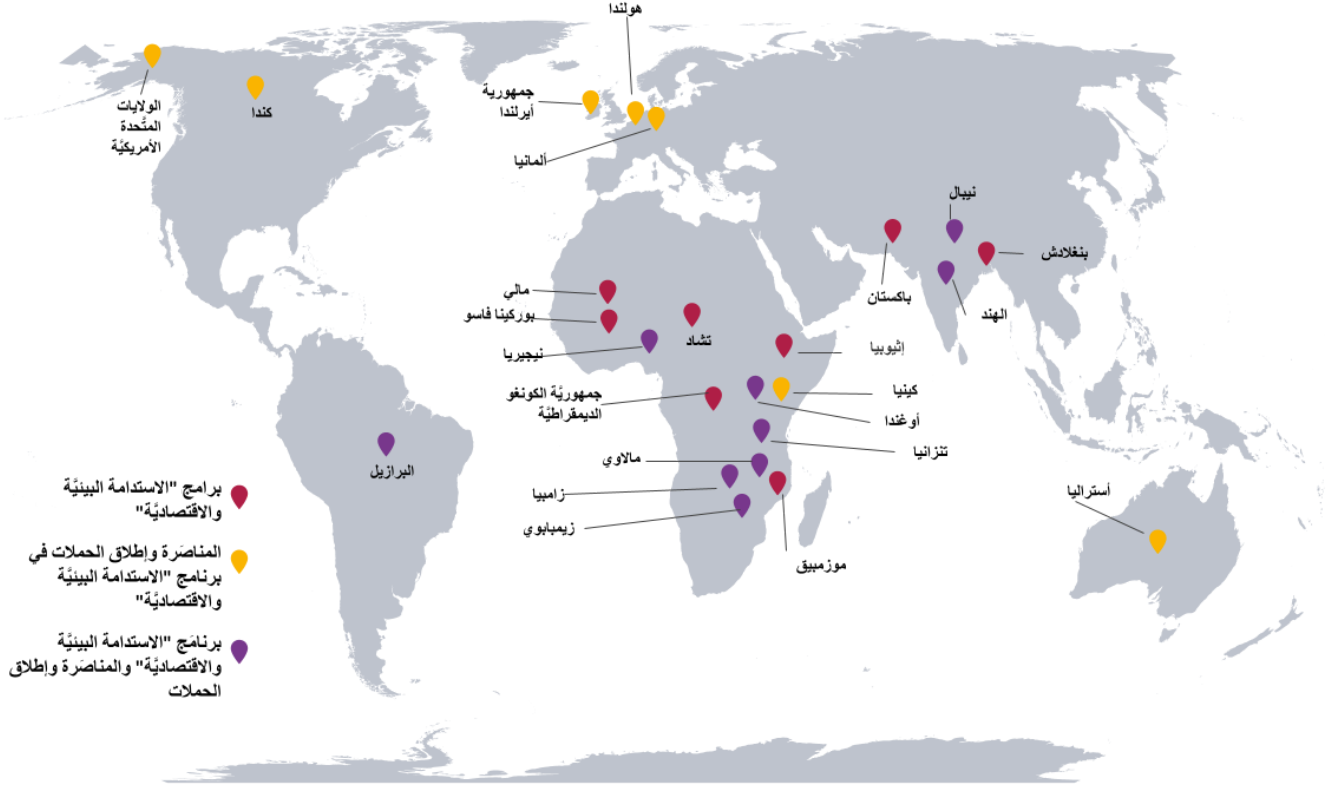 هولندا
جمهورية
أيرلندا
الولايات
المتَّحدة
الأمريكيَّة
كندا
ألمانيا
نيبال
بنغلادش
باكستان
الهند
مالي
بوركينا فاسو
تشاد
نيجيريا
إثيوبيا
جمهوريَّة الكونغو
الديمقراطيَّة
كينيا
أوغندا
تنزانيا
مالاوي
زامبيا
زيمبابوي
موزمبيق
البرازيل
أستراليا
برامج "الاستدامة البيئيَّة
والاقتصاديَّة"
المناصَرة وإطلاق الحملات في
برنامج "الاستدامة البيئيَّة
والاقتصاديَّة"
برنامَج "الاستدامة البيئيَّة
والاقتصاديَّة" والمناصَرة وإطلاق
الحملات